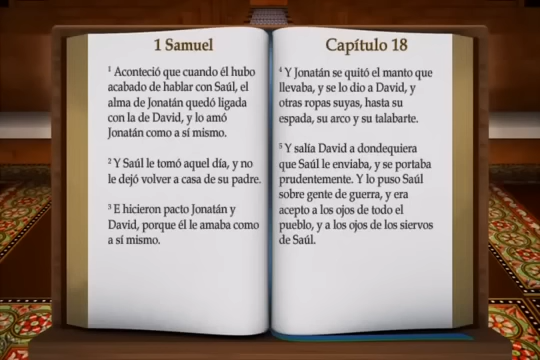 1 Samuel
¹ Aconteció que cuando él hubo
acabado de hablar con Saúl, el
alma de Jonatán quedó ligada
con la de David, y lo amó
Jonatán como a sí mismo.
² Y Saúl le tomó aquel día, y no
le dejó volver a casa de su padre.
³ E hicieron pacto Jonatán y
David, porque él le amaba como
a sí mismo.
Capítulo 18
⁴ Y Jonatán se quitó el manto que
llevaba, y se lo dio a David, y
otras ropas suyas, hasta su
espada, su arco y su talabarte.
⁵ Y salía David a dondequiera
que Saúl le enviaba, y se portaba
prudentemente. Y lo puso Saúl
sobre gente de guerra, y era
acepto a los ojos de todo el
pueblo, y a los ojos de los siervos
de Saúl.